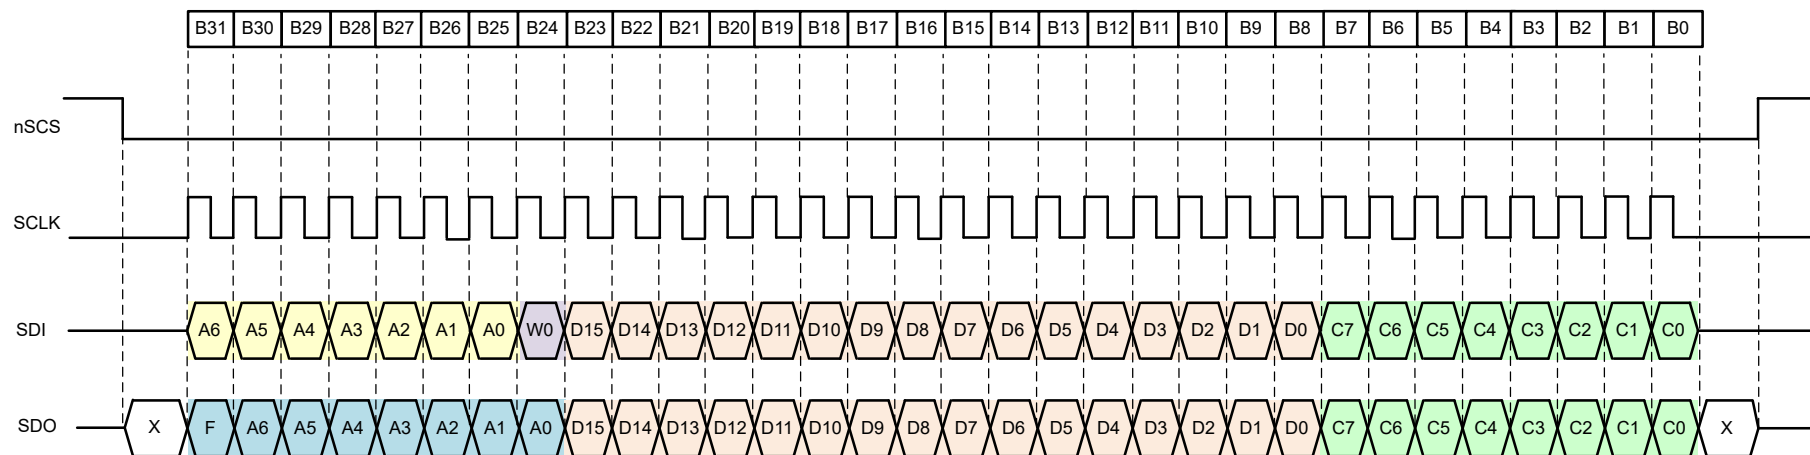 B31 B30 B29 B28 B27 B26 B25 B24 B23 B22 B21 B20 B19 B18 B17 B16 B15 B14 B13 B12 B11 B10 B9 B8 B7 B6 B5 B4 B3 B2 B1 B0
nSCS
SCLK
SDI A6 A5 A4 A3 A2 A1 A0 W0 D15 D14 D13 D12 D11 D10 D9 D8 D7 D6 D5 D4 D3 D2 D1 D0 C7 C6 C5 C4 C3 C2 C1 C0
SDO X F A6 A5 A4 A3 A2 A1 A0 D15 D14 D13 D12 D11 D10 D9 D8 D7 D6 D5 D4 D3 D2 D1 D0 C7 C6 C5 C4 C3 C2 C1 C0 X